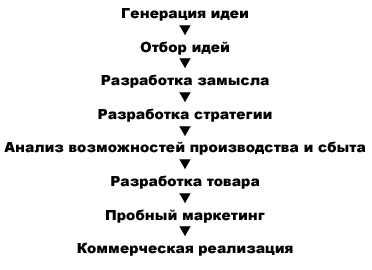 Генерация идеи
Отбор идей
Разработка замысла
Разработка стратегии
Анализ возможностей производства и сбыта
Разработка товара
Пробный маркетинг
Коммерческая реализация